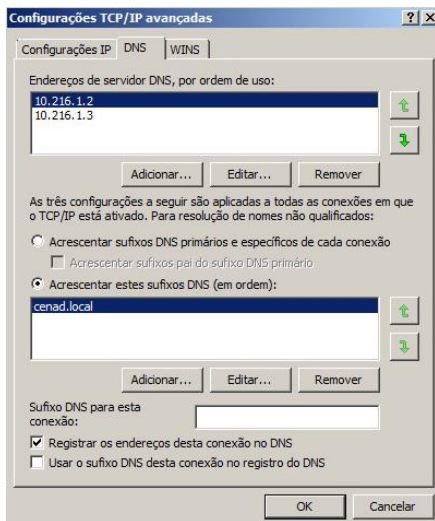 Configurações TCP/IP avançadas
Configurações IP DNS WINS
Endereços de servidor DNS, por ordem de uso:
10.216.1.2
10.216.1.3
Adicionar... Editar... Remover
As três configurações a seguir são aplicadas a todas as conexões em que
o TCP/IP está ativado. Para resolução de nomes não qualificados:
Acrescentar sufixos DNS primários e específicos de cada conexão
Acrescentar sufixos pai do sufixo DNS primário
Acrescentar estes sufixos DNS (em ordem):
cenad.local
Adicionar... Editar... Remover
Sufixo DNS para esta
conexão:
Registrar os endereços desta conexão no DNS
Usar o sufixo DNS desta conexão no registro do DNS
OK Cancelar